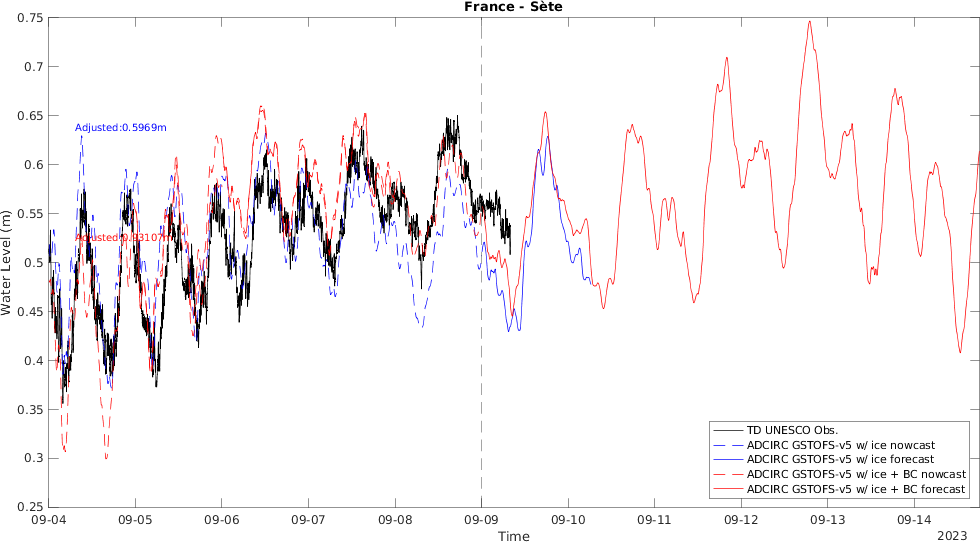 France - Sète
0.75
0.7
0.65
0.6
0.55
0.5
0.45
0.4
0.35
0.3
0.25
Water Level (m)
Adjusted:0.5969m
Adjusted:0.53107m
TD UNESCO Obs.
ADCIRC GSTOFS-v5 w/ ice nowcast
ADCIRC GSTOFS-v5 w/ ice forecast
ADCIRC GSTOFS-v5 w/ ice + BC nowcast
ADCIRC GSTOFS-v5 w/ ice + BC forecast
09-04 09-05 09-06 09-07 09-08 09-09 09-10 09-11 09-12 09-13 09-14
Time
2023